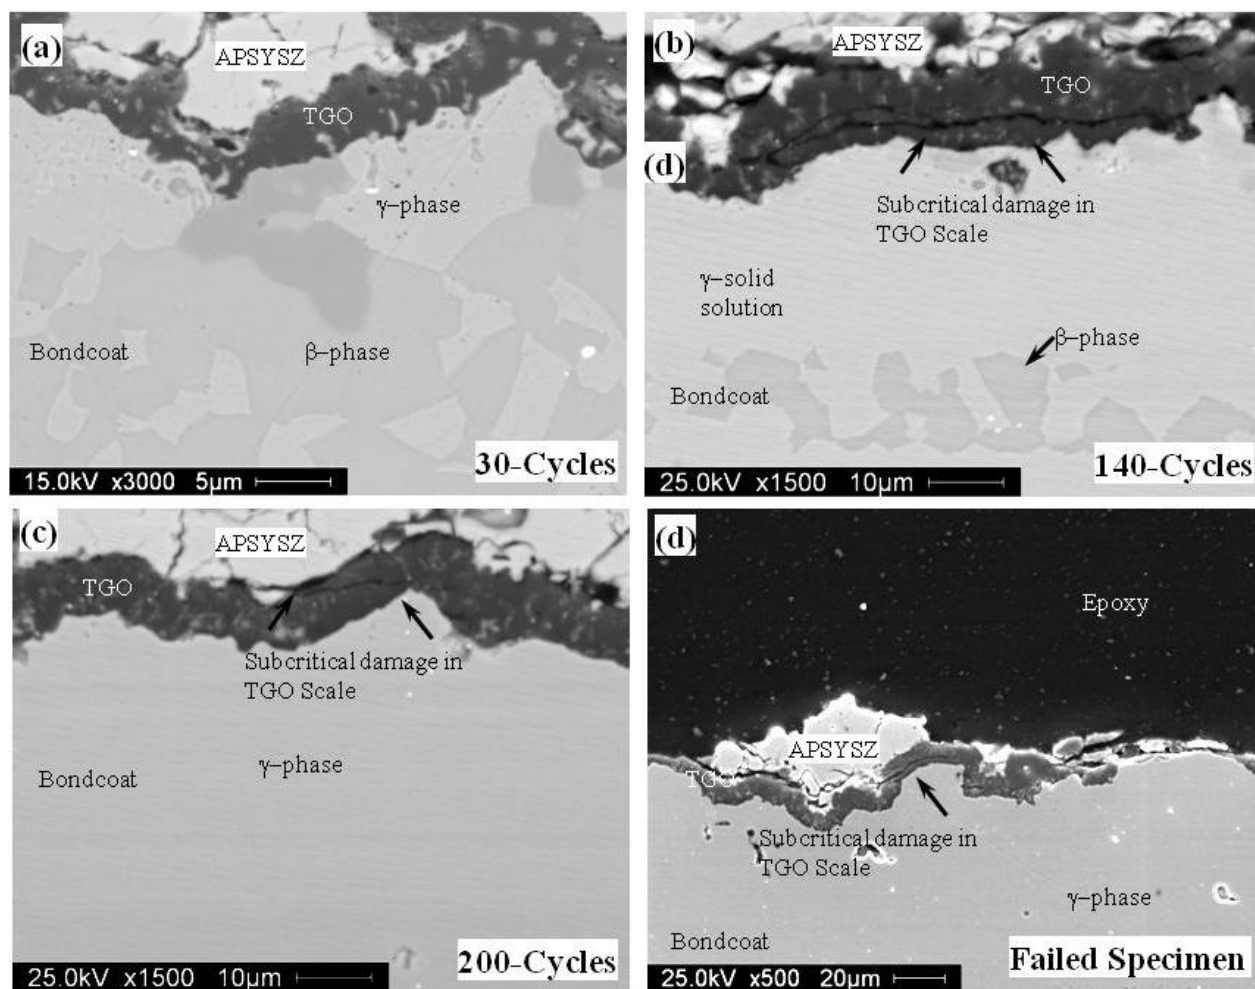 (a)
APSYSZ
TGO
γ–phase
Bondcoat
β–phase
30-Cycles
15.0kV x3000 5µm
(b)
APSYSZ
TGO
(d)
Subcritical damage in
TGO Scale
γ–solid
solution
β–phase
Bondcoat
140-Cycles
25.0kV x1500 10µm
(c)
APSYSZ
TGO
Subcritical damage in
TGO Scale
γ–phase
Bondcoat
200-Cycles
25.0kV x1500 10µm
(d)
Epoxy
APSYSZ
TGO
Subcritical damage in
TGO Scale
γ–phase
Bondcoat
Failed Specimen
25.0kV x500 20µm